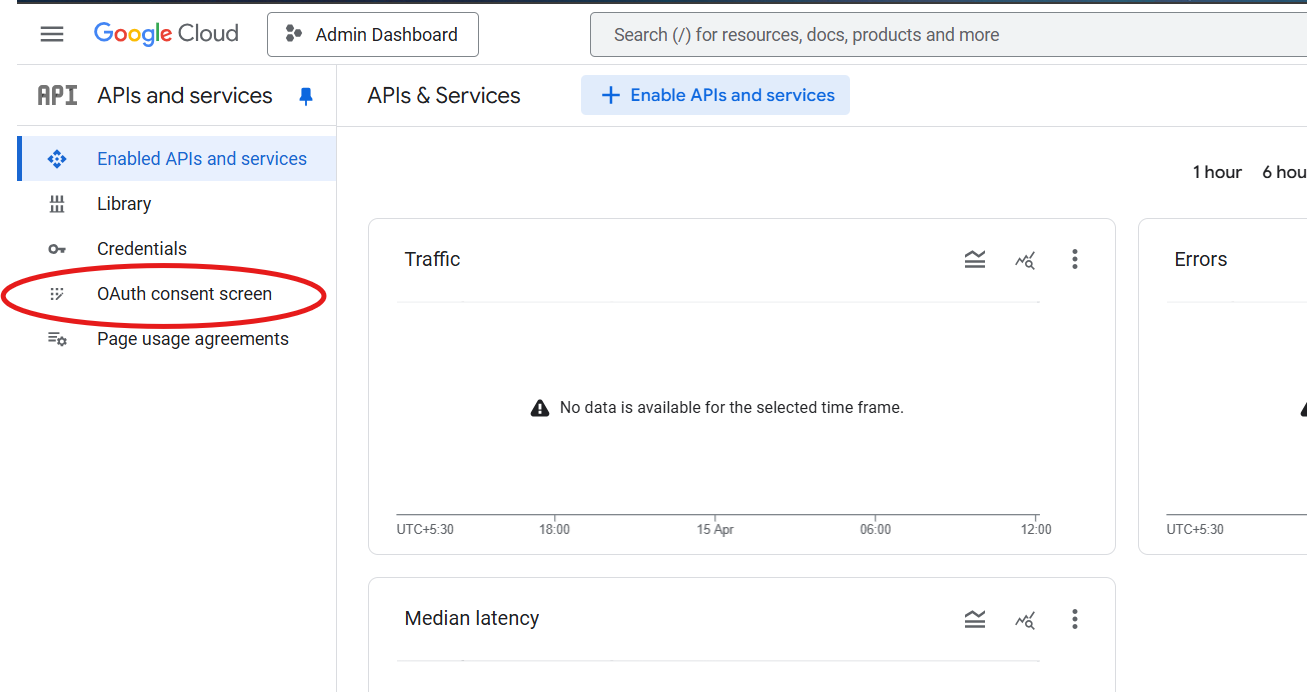 Google Cloud
Admin Dashboard
Search (/) for resources, docs, products and more
API APIs and services
APIs & Services
+ Enable APIs and services
Enabled APIs and services
Library
Credentials
OAuth consent screen
Page usage agreements
1 hour
Traffic
No data is available for the selected time frame.
UTC+5:30 18:00 15 Apr 06:00 12:00
Errors
UTC+5:30
Median latency